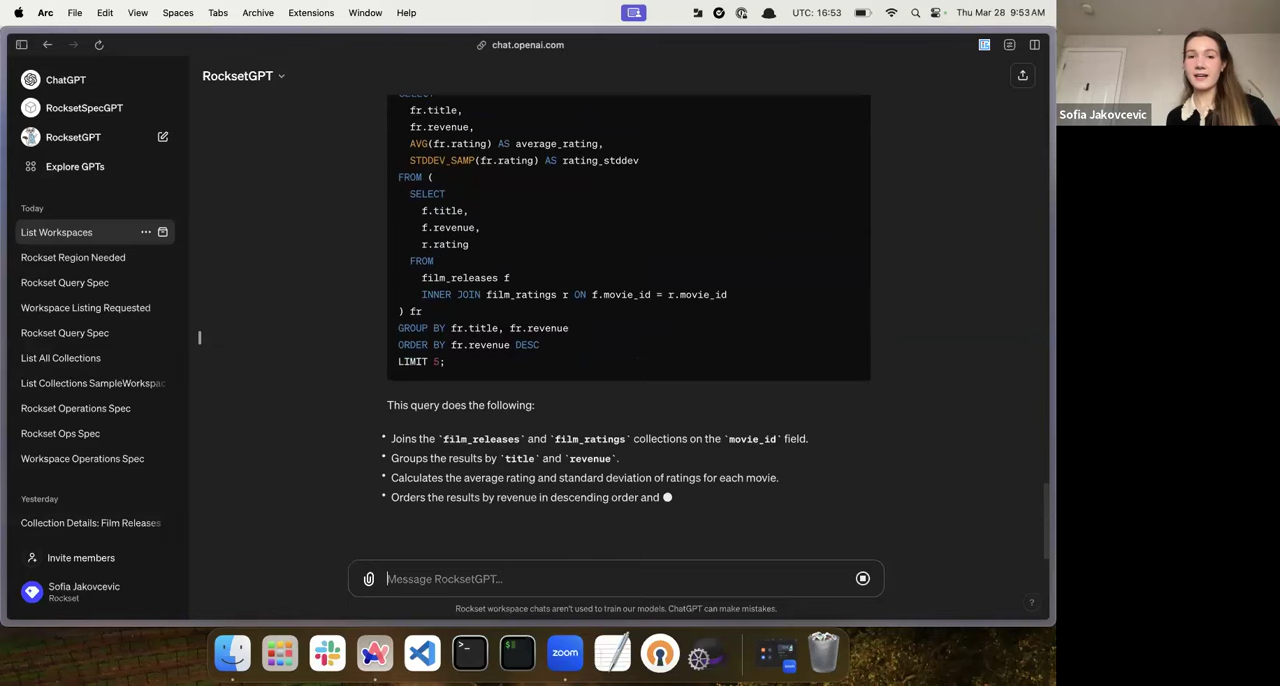 Arc File Edit View Spaces Tabs Archive Extensions Window Help UTC: 16:53 Thu Mar 28 9:53 AM
chat.openai.com
ChatGPT
RocksetSpecGPT
RocksetGPT
Explore GPTs
Today
List Workspaces
Rockset Region Needed
Rockset Query Spec
Workspace Listing Requested
Rockset Query Spec
List All Collections
List Collections SampleWorkspac
Rockset Operations Spec
Rockset Ops Spec
Workspace Operations Spec
Yesterday
Collection Details: Film Releases
Invite members
Sofia Jakovcevic
Rockset
RocksetGPT
SELECT
fr.title,
fr.revenue,
AVG(fr.rating) AS average_rating,
STDDEV_SAMP(fr.rating) AS rating_stddev
FROM (
SELECT
f.title,
f.revenue,
r.rating
FROM
film_releases f
INNER JOIN film_ratings r ON f.movie_id = r.movie_id
) fr
GROUP BY fr.title, fr.revenue
ORDER BY fr.revenue DESC
LIMIT 5;
This query does the following:
• Joins the `film_releases` and `film_ratings` collections on the `movie_id` field.
• Groups the results by `title` and `revenue`.
• Calculates the average rating and standard deviation of ratings for each movie.
• Orders the results by revenue in descending order and
Message RocksetGPT...
Rockset workspace chats aren't used to train our models. ChatGPT can make mistakes.
?
zoom
Sofia Jakovcevic